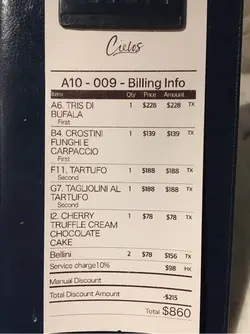 Cielos
A10 - 009 - Billing Info
Items Qty Price Amount
A6. TRIS DI 1 $228 $228 TX
BUFALA
First
B4. CROSTINI 1 $139 $139 TX
FUNGHI E
CARPACCIO
First
F11. TARTUFO 1 $188 $188 TX
Second
G7. TAGLIOLINI AL 1 $188 $188 TX
TARTUFO
Second
I2. CHERRY 1 $78 $78 TX
TRUFFLE CREAM
CHOCOLATE
CAKE
Bellini 2 $78 $156 TX
Service charge10% $98 HK
Manual Discount
Total Discount Amount -$215
Total $860